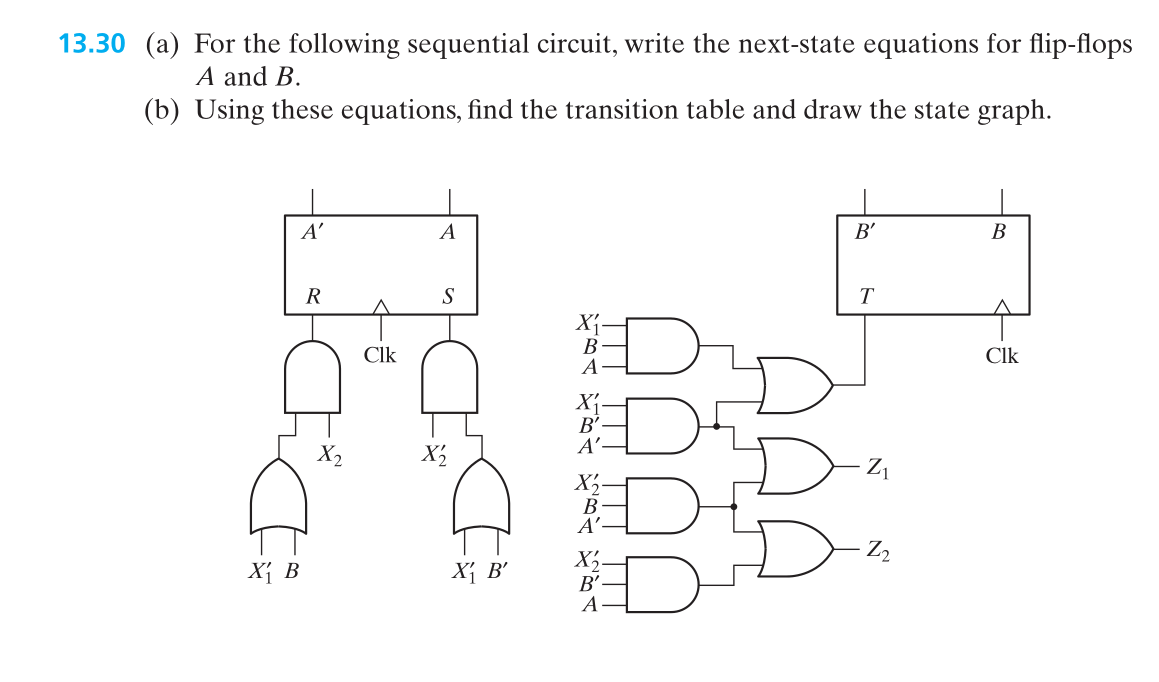 13.30 (a) For the following sequential circuit, write the next-state equations for flip-flops
A and B.
(b) Using these equations, find the transition table and draw the state graph.
A′ A
R S
Clk
X₂ X₂′
X₁′ B X₁′ B′
X₁′
B
A
X₁′
B′
A′
X₂′
B
A′
X₂′
B′
A
Z₁
Z₂
B′ B
T
Clk